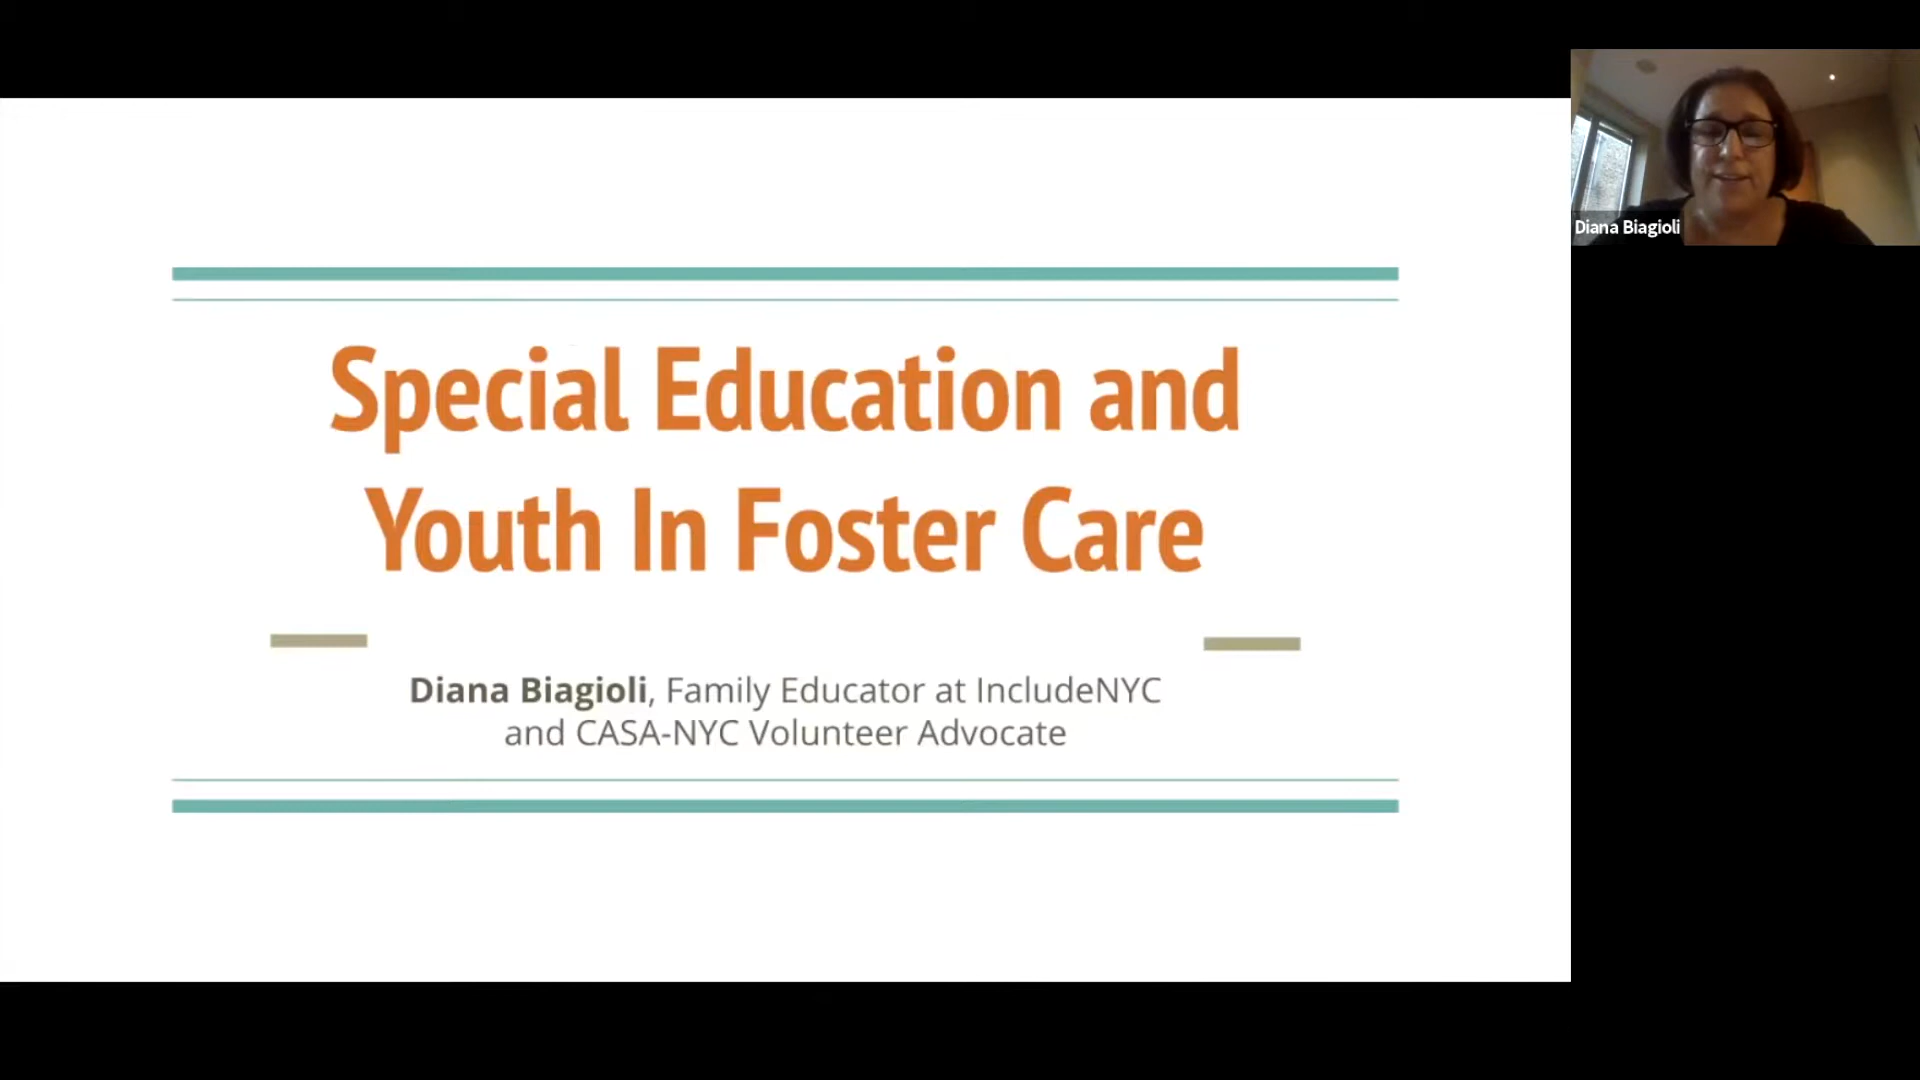 Special Education and
Youth In Foster Care
Diana Biagioli, Family Educator at IncludeNYC
and CASA-NYC Volunteer Advocate
Diana Biagioli